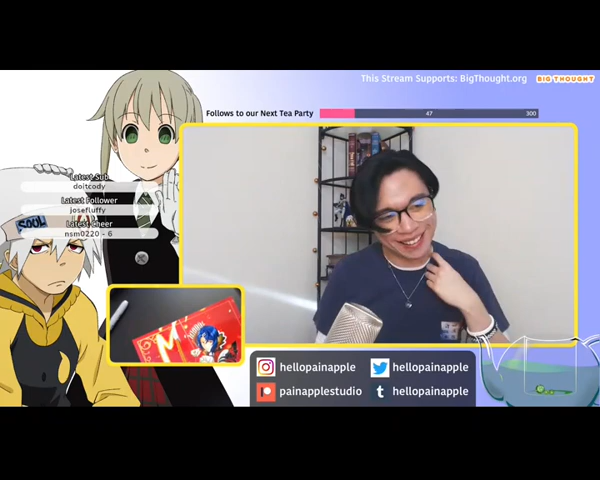 This Stream Supports: BigThought.org
BIG THOUGHT
Follows to our Next Tea Party
47
300
Latest Sub
doitcody
Latest Follower
josefluffy
Latest Cheer
nsm0220 - 6
SOUL
M
hellopainapple
hellopainapple
painapplestudio
hellopainapple